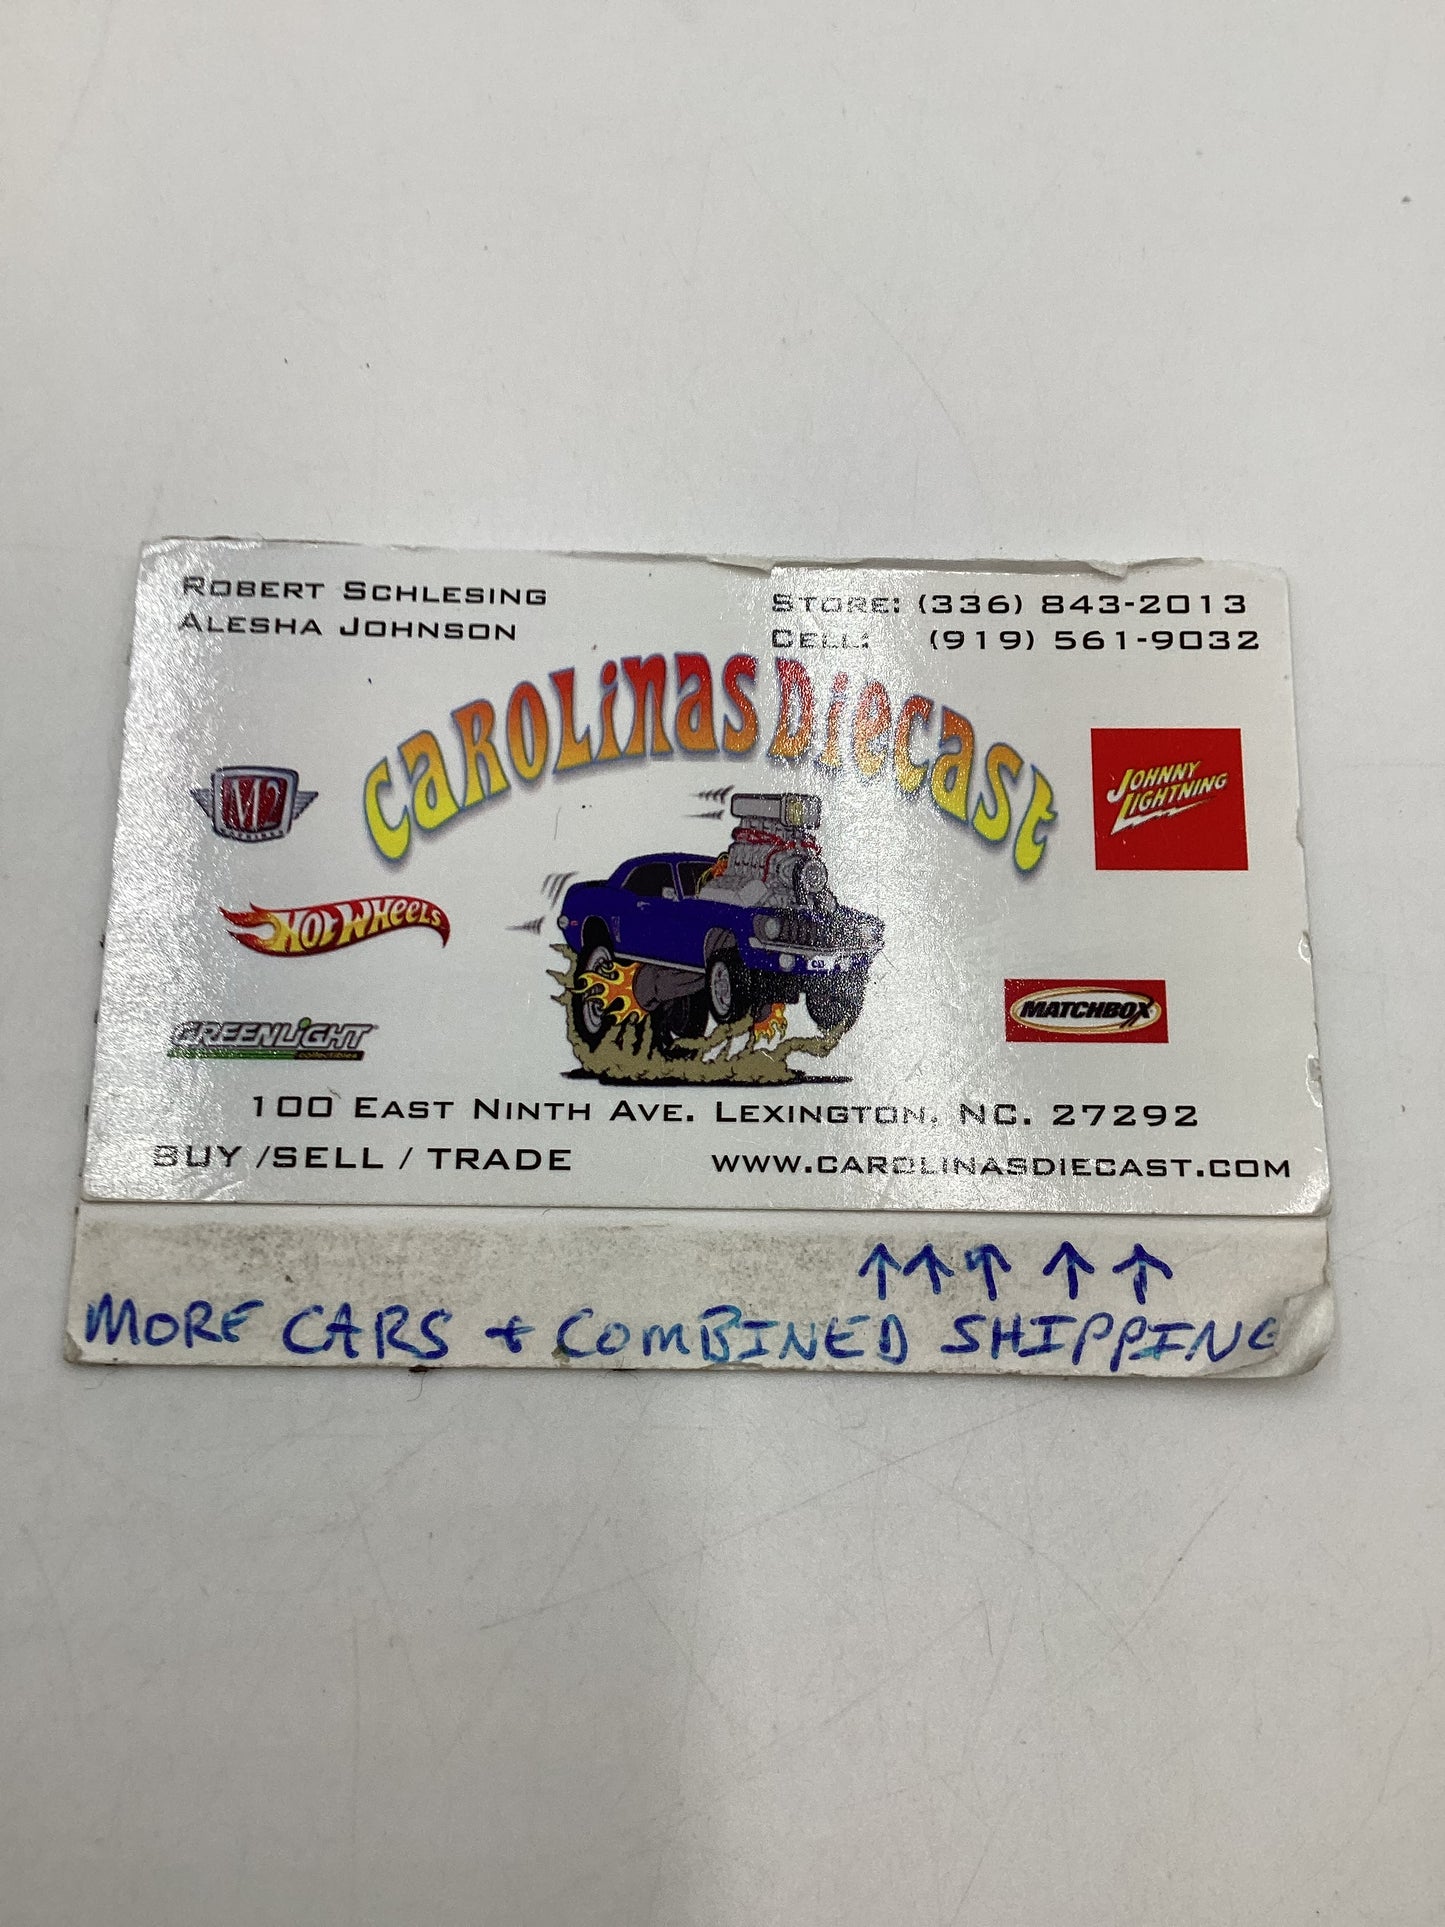 ROBERT SCHLESING
ALESHA JOHNSON
STORE: (336) 843-2013
CELL: (919) 561-9032
CAROLINAS DIECAST
M2
MACHINES
JOHNNY
LIGHTNING
HOT WHEELS
MATCHBOX
GREENLIGHT
collectibles
100 EAST NINTH AVE. LEXINGTON, NC. 27292
BUY /SELL / TRADE
WWW.CAROLINASDIECAST.COM
↑↑↑↑↑
MORE CARS + COMBINED SHIPPING